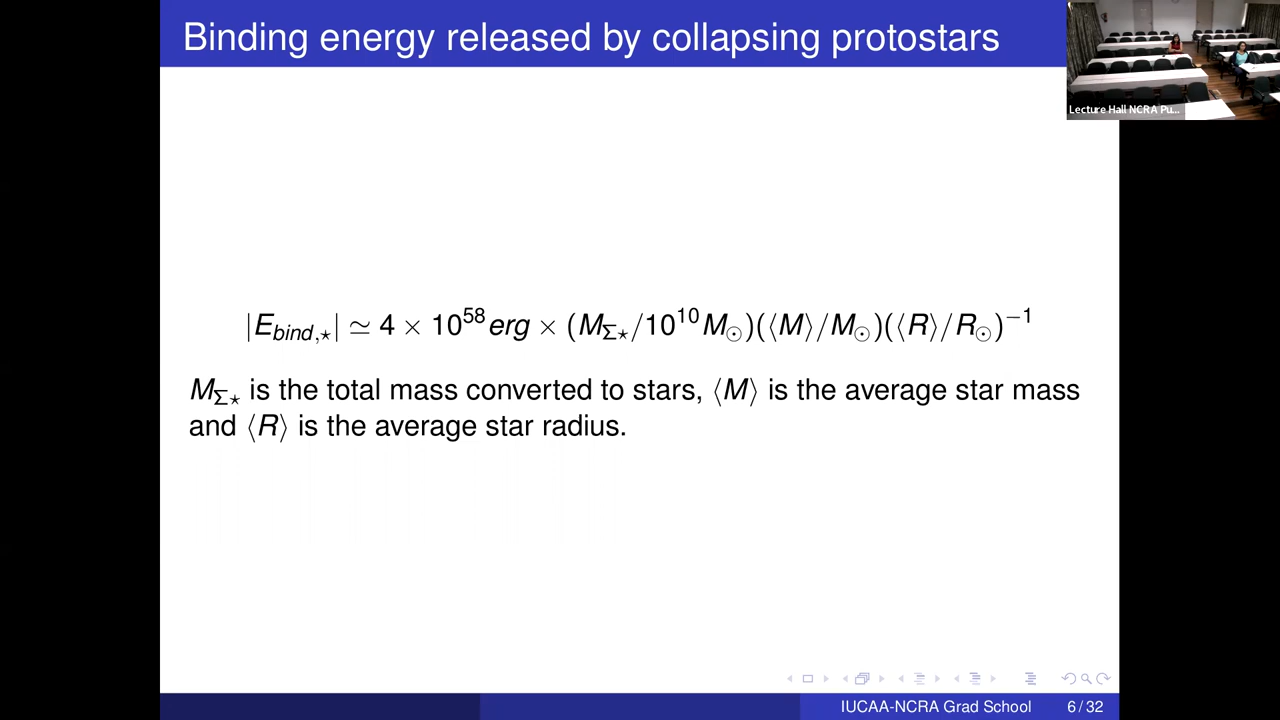 Binding energy released by collapsing protostars
Lecture Hall NCRA Pu...
|E_{bind,⋆}| ≃ 4 × 10^{58} erg × (M_{Σ⋆}/10^{10} M_⊙)(⟨M⟩/M_⊙)(⟨R⟩/R_⊙)^{−1}
M_{Σ⋆} is the total mass converted to stars, ⟨M⟩ is the average star mass
and ⟨R⟩ is the average star radius.
IUCAA-NCRA Grad School 6 / 32